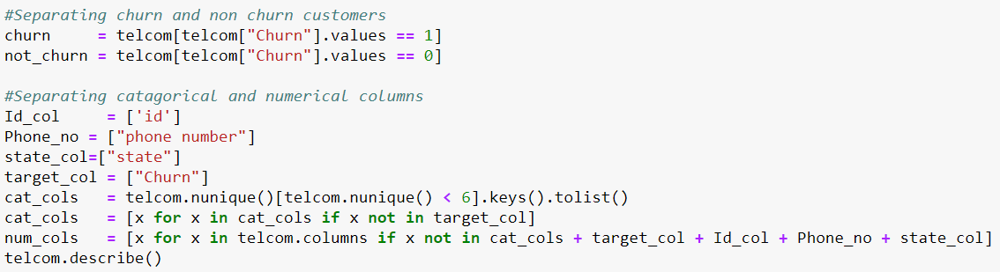 #Separating churn and non churn customers
churn     = telcom[telcom["Churn"].values == 1]
not_churn = telcom[telcom["Churn"].values == 0]

#Separating catagorical and numerical columns
Id_col     = ['id']
Phone_no = ["phone number"]
state_col=["state"]
target_col = ["Churn"]
cat_cols   = telcom.nunique()[telcom.nunique() < 6].keys().tolist()
cat_cols   = [x for x in cat_cols if x not in target_col]
num_cols   = [x for x in telcom.columns if x not in cat_cols + target_col + Id_col + Phone_no + state_col]
telcom.describe()